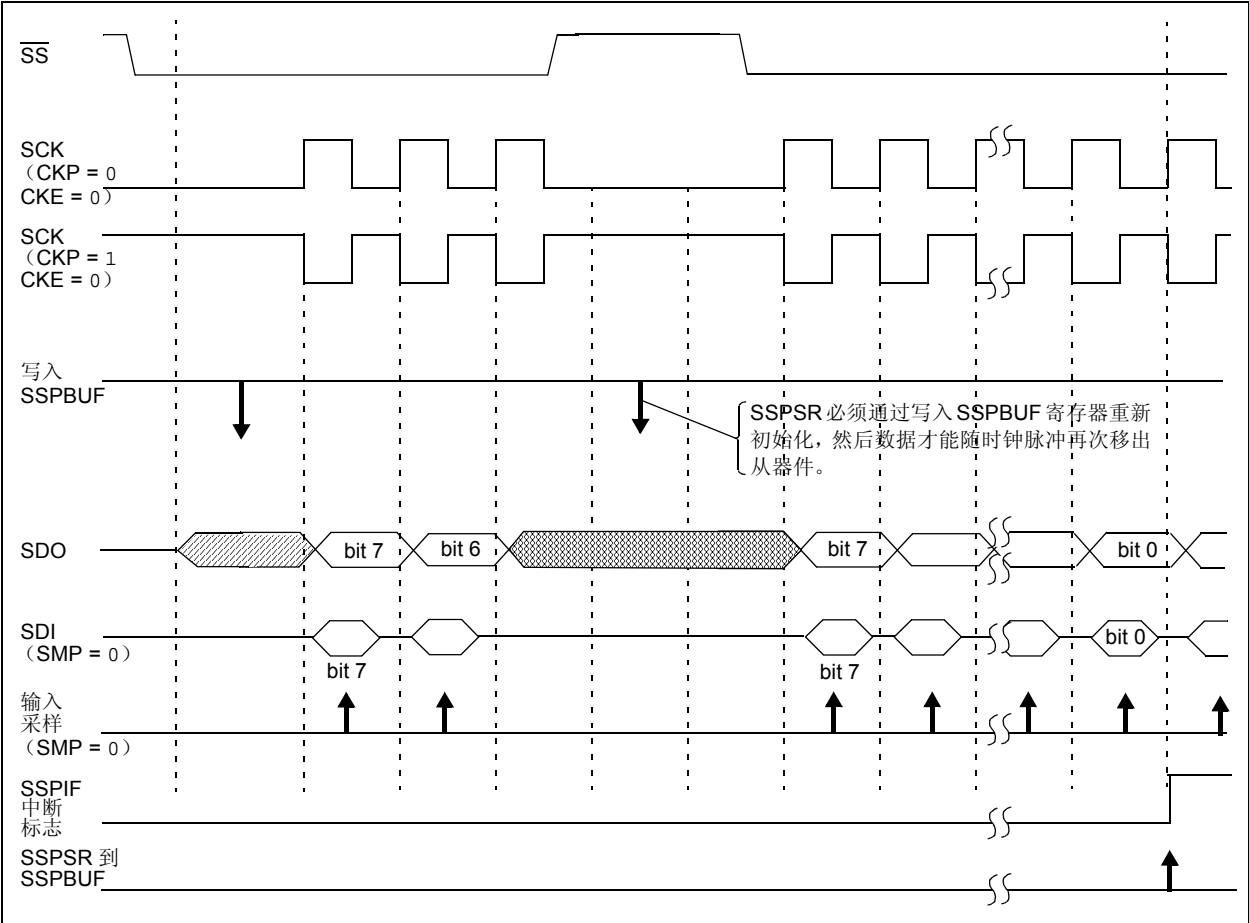 SS
SCK
（CKP = 0
CKE = 0）
SCK
（CKP = 1
CKE = 0）
写入
SSPBUF
SSPSR 必须通过写入 SSPBUF 寄存器重新
初始化，然后数据才能随时钟脉冲再次移出
从器件。
SDO
bit 7
bit 6
bit 7
bit 0
SDI
（SMP = 0）
bit 7
bit 7
bit 0
输入
采样
（SMP = 0）
SSPIF
中断
标志
SSPSR 到
SSPBUF